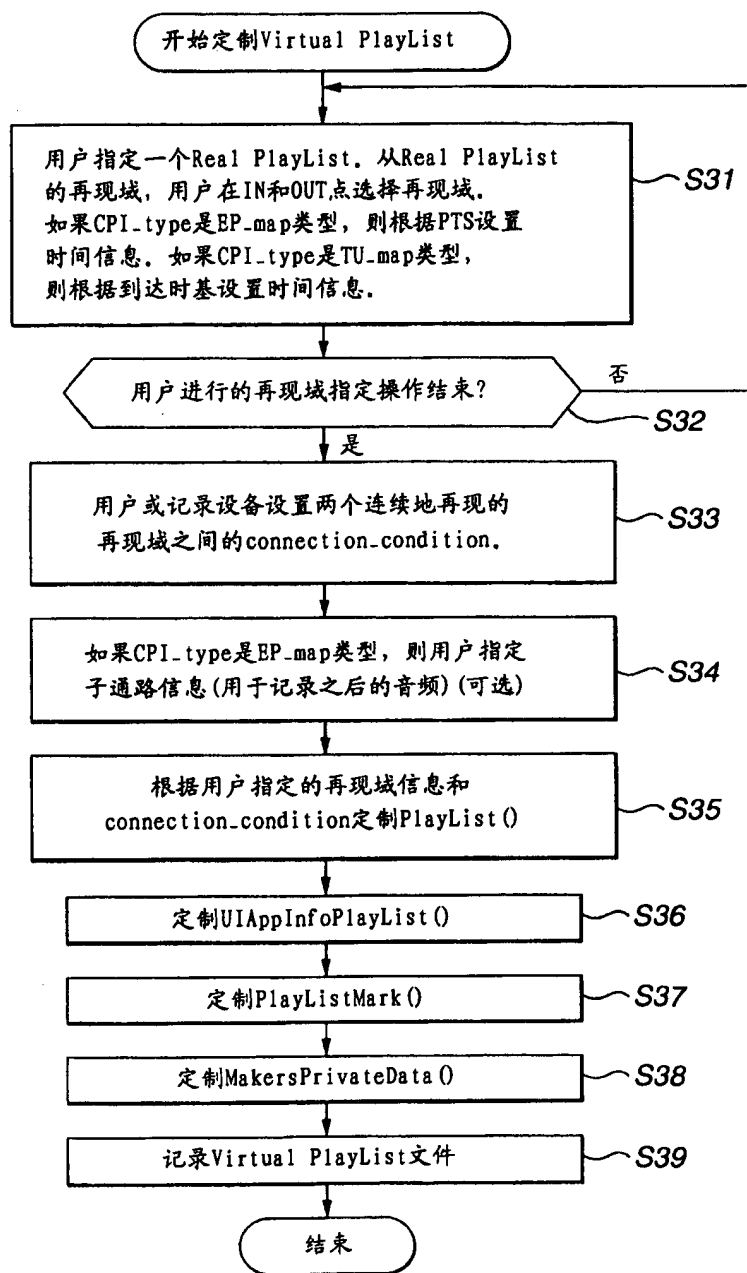 开始定制Virtual PlayList
用户指定一个Real PlayList. 从Real PlayList
的再现域, 用户在IN和OUT点选择再现域.
如果CPI_type是EP_map类型, 则根据PTS设置
时间信息. 如果CPI_type是TU_map类型,
则根据到达时基设置时间信息.
S31
用户进行的再现域指定操作结束?
否
S32
是
用户或记录设备设置两个连续地再现的
再现域之间的connection_condition.
S33
如果CPI_type是EP_map类型, 则用户指定
子通路信息(用于记录之后的音频)(可选)
S34
根据用户指定的再现域信息和
connection_condition定制PlayList()
S35
定制UIAppInfoPlayList()
S36
定制PlayListMark()
S37
定制MakersPrivateData()
S38
记录Virtual PlayList文件
S39
结束